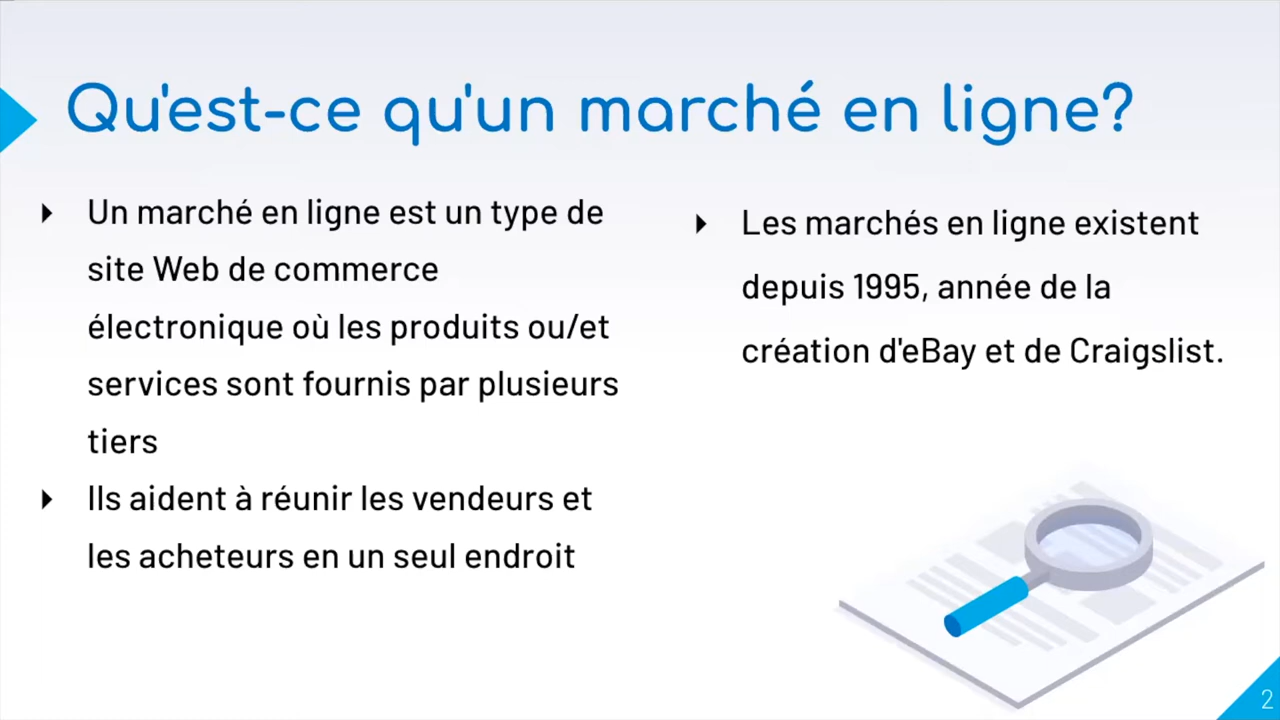 Qu'est-ce qu'un marché en ligne?
Un marché en ligne est un type de
site Web de commerce
électronique où les produits ou/et
services sont fournis par plusieurs
tiers
Ils aident à réunir les vendeurs et
les acheteurs en un seul endroit
Les marchés en ligne existent
depuis 1995, année de la
création d'eBay et de Craigslist.
2